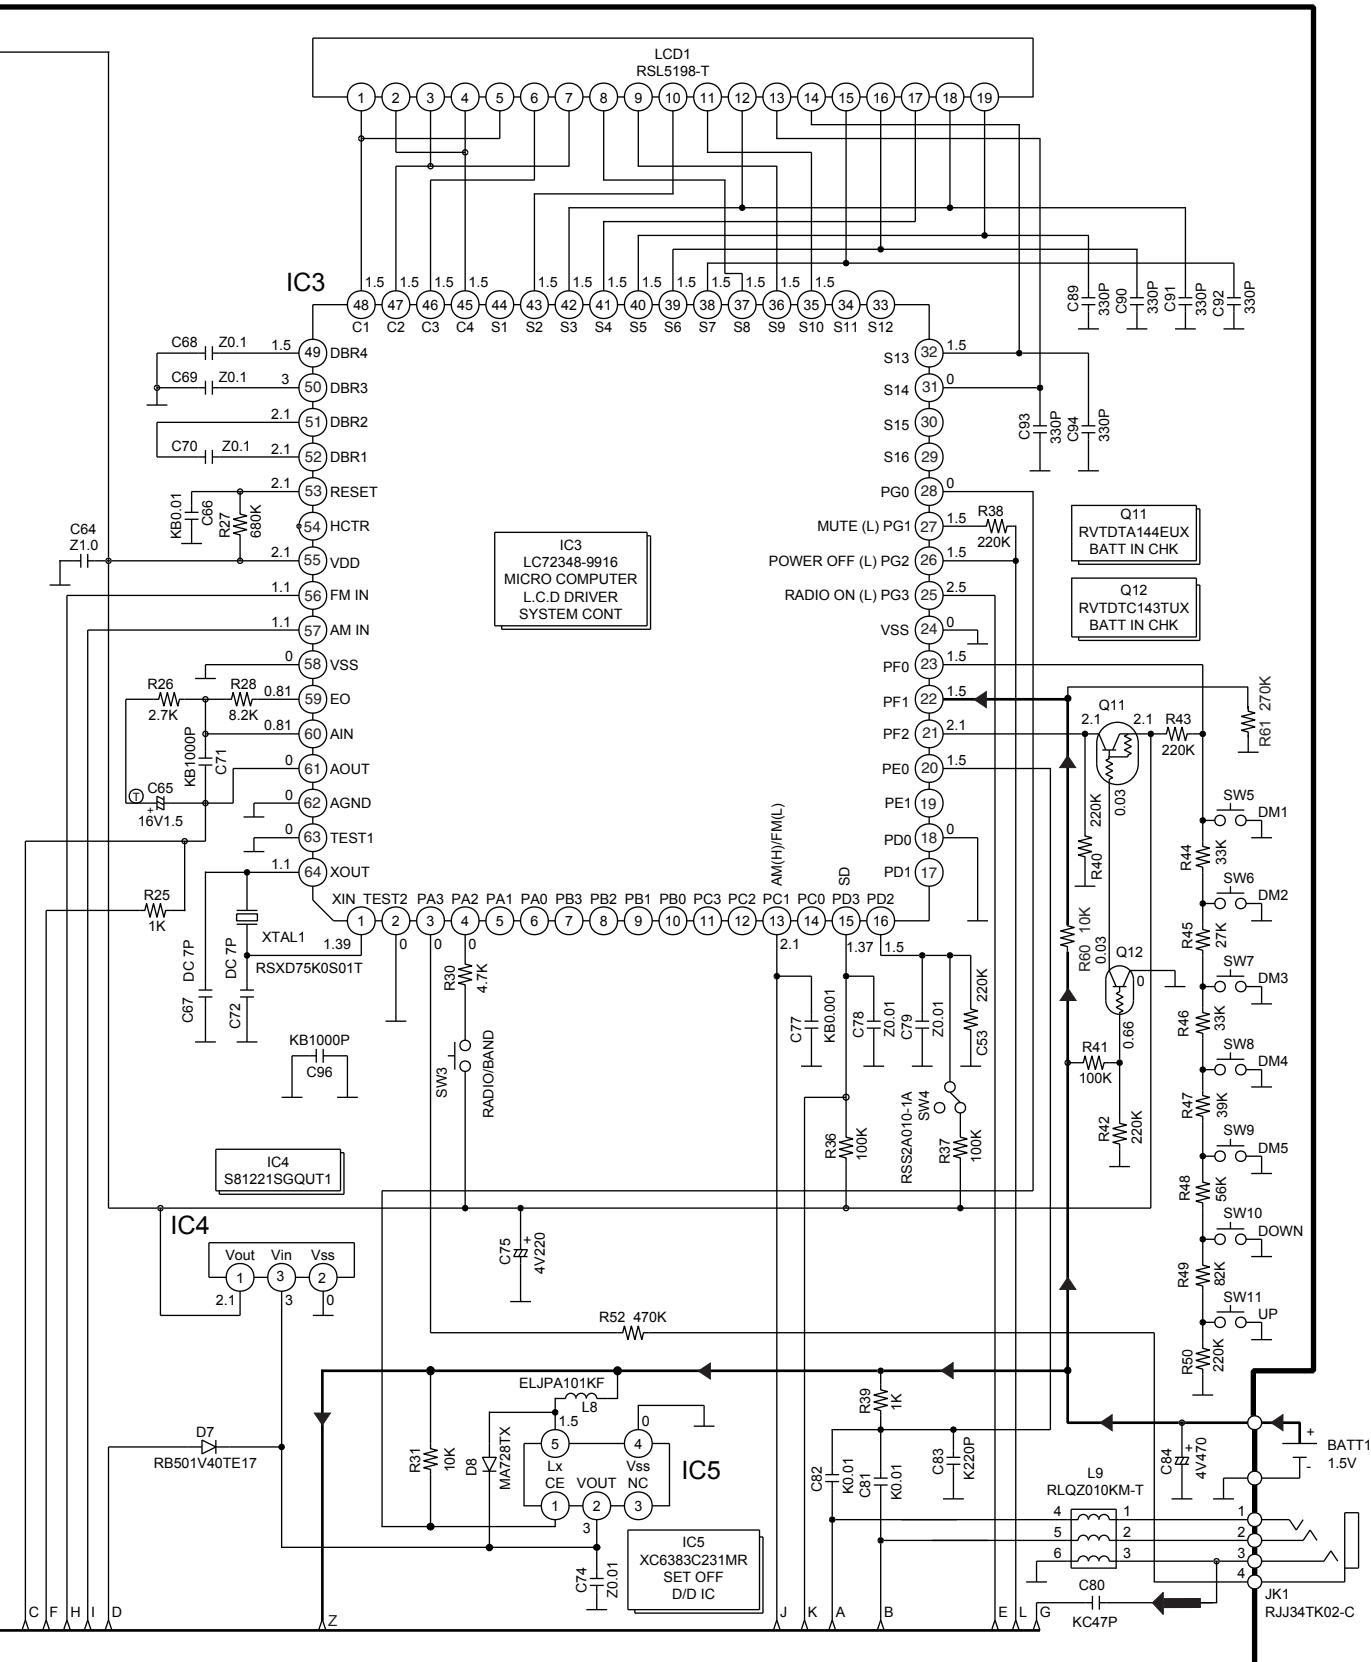 LCD1
RSL5198-T
1 2 3 4 5 6 7 8 9 10 11 12 13 14 15 16 17 18 19
IC3
1.5 1.5 1.5 1.5 1.5 1.5 1.5 1.5 1.5 1.5 1.5 1.5 1.5
48 47 46 45 44 43 42 41 40 39 38 37 36 35 34 33
C1 C2 C3 C4 S1 S2 S3 S4 S5 S6 S7 S8 S9 S10 S11 S12
C89 330P C90 330P C91 330P C92 330P
C68 Z0.1 1.5 49 DBR4
S13 32 1.5
C69 Z0.1 3 50 DBR3
S14 31 0
2.1 51 DBR2
S15 30
C93 330P C94 330P
C70 Z0.1 2.1 52 DBR1
S16 29
KB0.01 C66 R27 680K
2.1 53 RESET
PG0 28 0
54 HCTR
MUTE (L) PG1 27 1.5 R38
220K
C64
Z1.0
2.1 55 VDD
POWER OFF (L) PG2 26 1.5
1.1 56 FM IN
RADIO ON (L) PG3 25 2.5
1.1 57 AM IN
VSS 24 0
0 58 VSS
PF0 23 1.5
IC3
LC72348-9916
MICRO COMPUTER
L.C.D DRIVER
SYSTEM CONT
Q11
RVTDTA144EUX
BATT IN CHK
Q12
RVTDTC143TUX
BATT IN CHK
R26
2.7K
R28
8.2K
0.81 59 EO
PF1 22 1.5
R61 270K
0.81 60 AIN
PF2 21 2.1
2.1 Q11 2.1 R43
220K
KB1000P C71
0 61 AOUT
PE0 20 1.5
T C65
+
16V1.5
0 62 AGND
PE1 19
220K R40 0.03
SW5
DM1
0 63 TEST1
PD0 18 0
R44 33K
1.1 64 XOUT
PD1 17
AM(H)/FM(L)
SD
SW6
DM2
R25
1K
XIN TEST2 PA3 PA2 PA1 PA0 PB3 PB2 PB1 PB0 PC3 PC2 PC1 PC0 PD3 PD2
1 2 3 4 5 6 7 8 9 10 11 12 13 14 15 16
1.39 0 0 0 2.1 1.37 1.5
XTAL1
RSXD75K0S01T
DC 7P C67
DC 7P C72
R30 4.7K
R60 10K
0.03
Q12
0
0.66
R45 27K
SW7
DM3
C77 KB0.001
C78 Z0.01
C79 Z0.01
220K C53
R46 33K
KB1000P
C96
SW3 RADIO/BAND
R41
100K
SW8
DM4
RSS2A010-1A
SW4
R36 100K
R37 100K
R42 220K
R47 39K
SW9
DM5
IC4
S81221SGQUT1
R48 56K
IC4
Vout Vin Vss
1 3 2
2.1 3 0
C75 + 4V220
SW10
DOWN
R49 82K
R52 470K
SW11
UP
R50 220K
ELJPA101KF
L8
R39 1K
D7
RB501V40TE17
R31 10K
D8 MA728TX
1.5 0
5 4
Lx Vss
CE VOUT NC
1 2 3
3
IC5
C82 K0.01
C81 K0.01
C83 K220P
C84 + 4V470
+
-
BATT1
1.5V
L9
RLQZ010KM-T
4 1 1
5 2 2
6 3 3
4
IC5
XC6383C231MR
SET OFF
D/D IC
C74 Z0.01
C80
KC47P
JK1
RJJ34TK02-C
C F H I D Z J K A B E L G